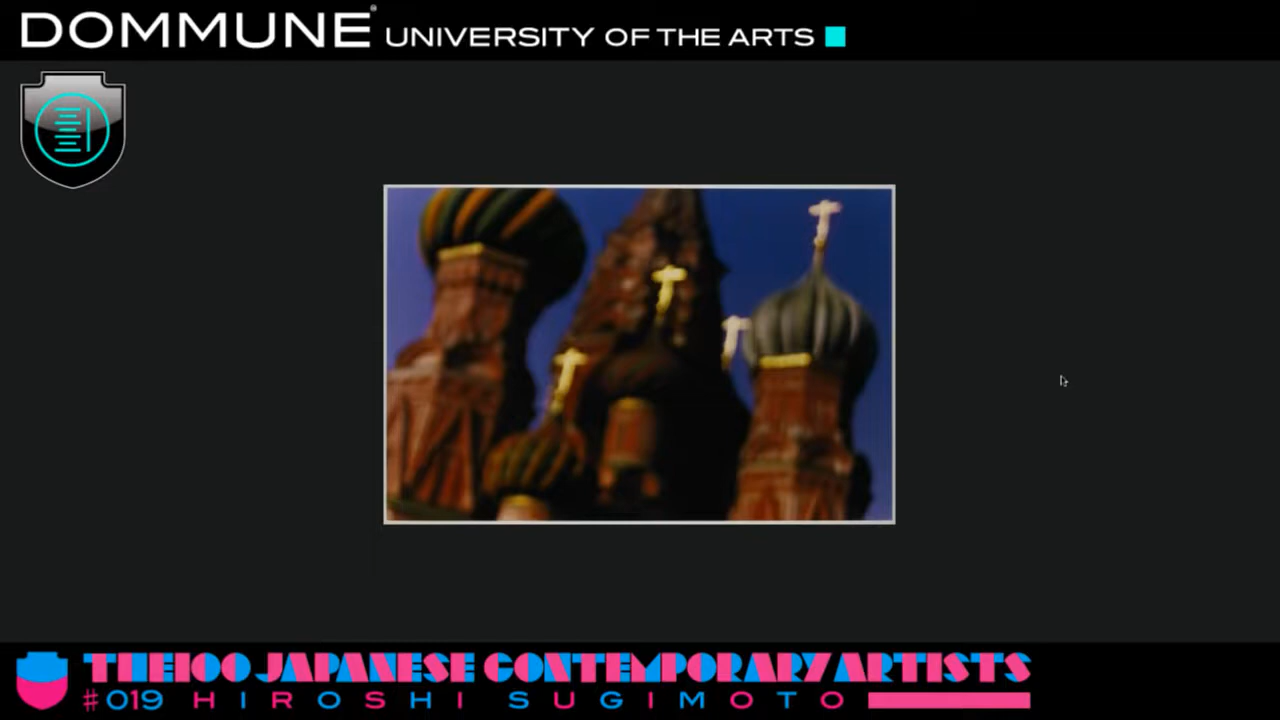 DOMMUNE UNIVERSITY OF THE ARTS
THE100 JAPANESE CONTEMPORARY ARTISTS
#019 HIROSHI SUGIMOTO